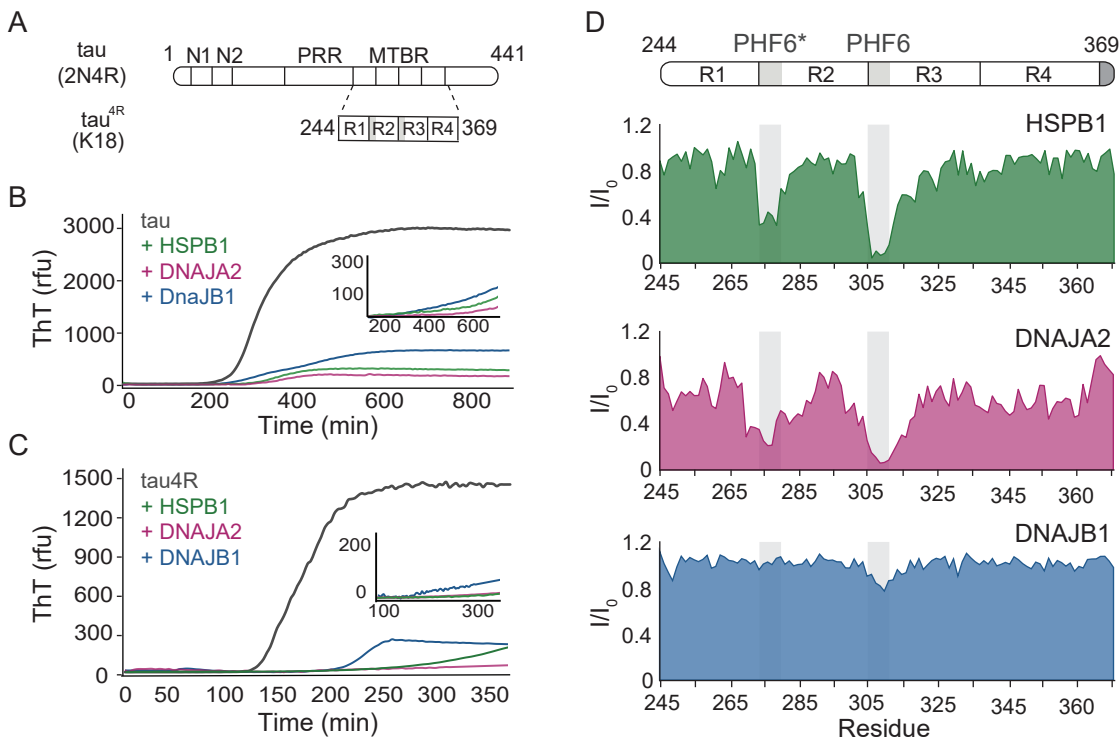 A
tau
(2N4R)
1 N1 N2 PRR MTBR 441
tau4R
(K18)
244 R1 R2 R3 R4 369
B
ThT (rfu)
3000
2000
1000
0
tau
+ HSPB1
+ DNAJA2
+ DnaJB1
300
100
200 400 600
0 200 400 600 800
Time (min)
C
ThT (rfu)
1500
1200
900
600
300
0
tau4R
+ HSPB1
+ DNAJA2
+ DNAJB1
200
0
100 300
0 50 100 150 200 250 300 350
Time (min)
D
244 PHF6* PHF6 369
R1 R2 R3 R4
HSPB1
I/I0
1.2
0.8
0.4
0
245 265 285 305 325 345 360
DNAJA2
I/I0
1.2
0.8
0.4
0
245 265 285 305 325 345 360
DNAJB1
I/I0
1.2
0.8
0.4
0
245 265 285 305 325 345 360
Residue